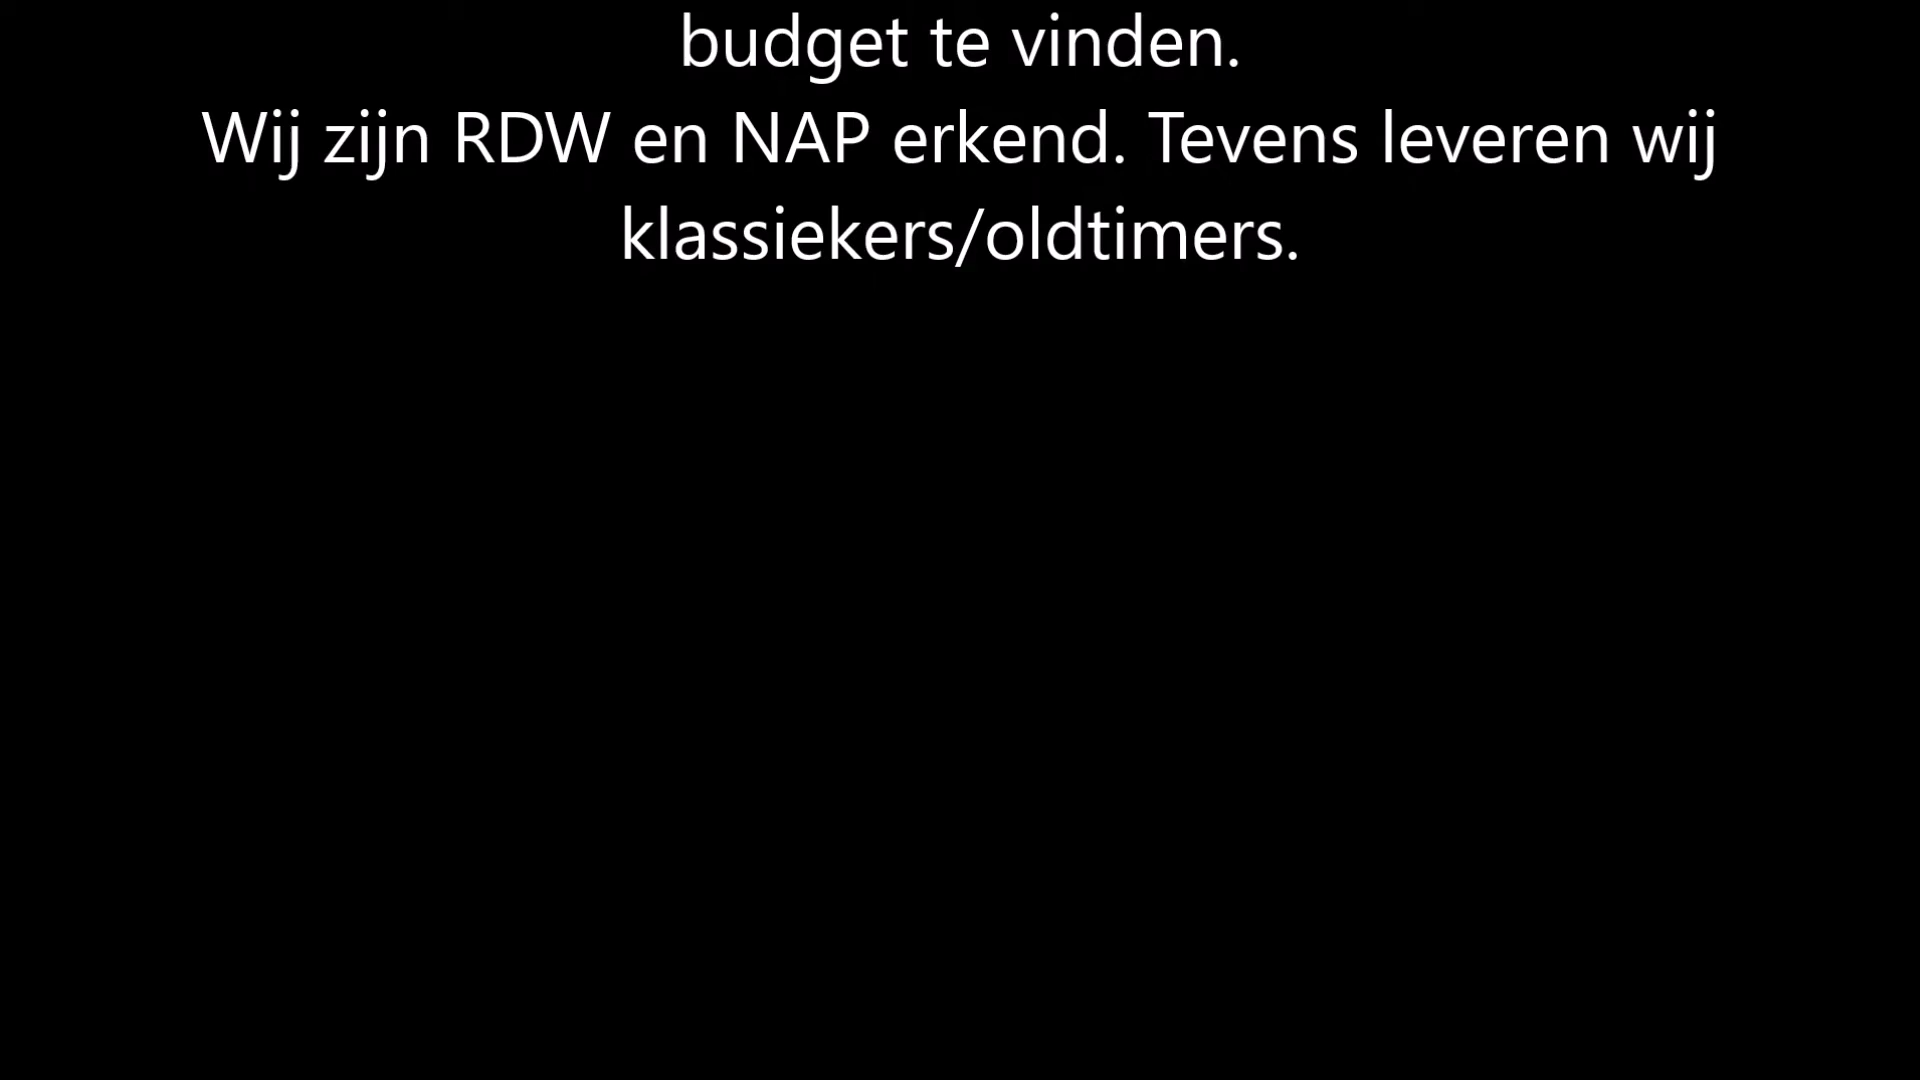 budget te vinden.
Wij zijn RDW en NAP erkend. Tevens leveren wij
klassiekers/oldtimers.